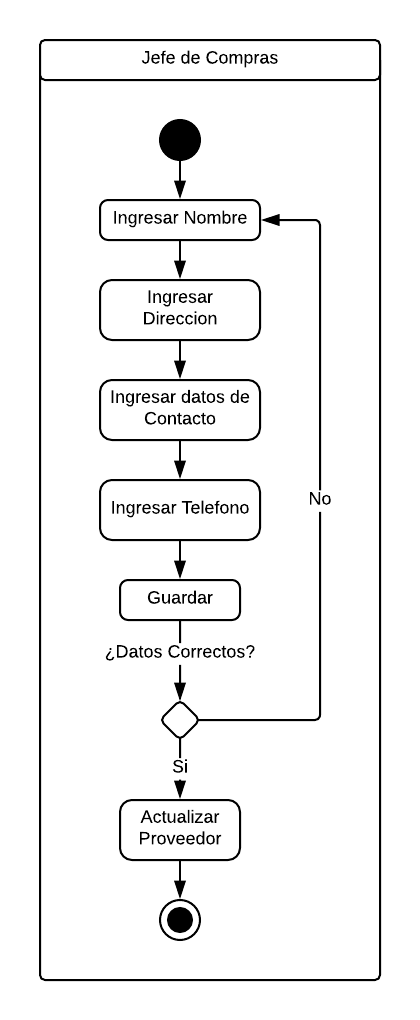 Jefe de Compras
Ingresar Nombre
Ingresar
Direccion
Ingresar datos de
Contacto
Ingresar Telefono
No
Guardar
¿Datos Correctos?
Si
Actualizar
Proveedor